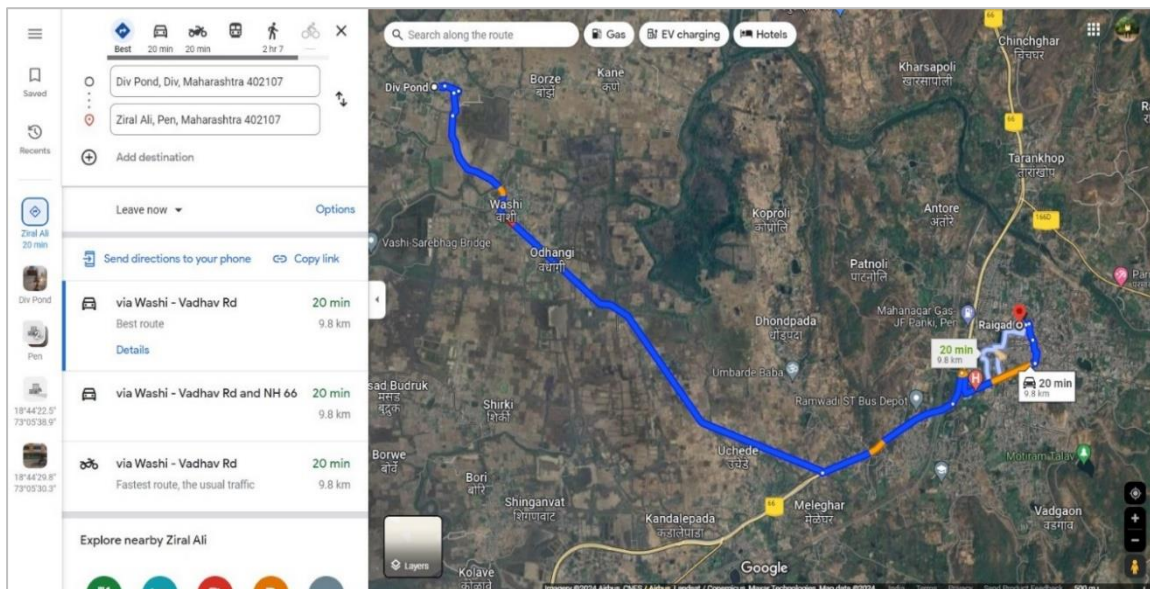 Best
20 min
20 min
2 hr 7
Saved
Recents
Ziral Ali
20 min
Div Pond
Pen
18°44'22.5"
73°05'38.9"
18°44'29.8"
73°05'30.3"
Div Pond, Div, Maharashtra 402107
Ziral Ali, Pen, Maharashtra 402107
Add destination
Leave now
Options
Send directions to your phone
Copy link
via Washi - Vadhav Rd
20 min
Best route
9.8 km
Details
via Washi - Vadhav Rd and NH 66
20 min
9.8 km
via Washi - Vadhav Rd
20 min
Fastest route, the usual traffic
9.8 km
Explore nearby Ziral Ali
Search along the route
Gas
EV charging
Hotels
66
Chinchghar
चिंचघर
Kharsapoli
खारसापोली
Kane
कणे
Borze
बोर्झे
Div Pond
66
Tarankhop
तारांखोप
Washi
वाशी
Antore
अंतोरे
Koproli
कोप्रोली
166D
Vashi Sarebhag Bridge
Odhangi
वधांगी
Patnoli
पाटनोली
Mahanagar Gas-
JF Panki, Pen
Raigad
Dhondpada
धोंडपदा
20 min
9.8 km
H
20 min
9.8 km
Umbarde Baba
sad Budruk
मसद
बुद्रुक
Shirki
शिर्की
Ramwadi ST Bus Depot
Uchede
उचेडे
Motiram Talav
Borwe
बोर्वे
Bori
बोरि
Shinganvat
शिंगणवाट
66
Meleghar
मेळेघर
Vadgaon
वडगाव
Kandalepada
कांडालेपाडा
Kolave
कोळावे
Layers
Google